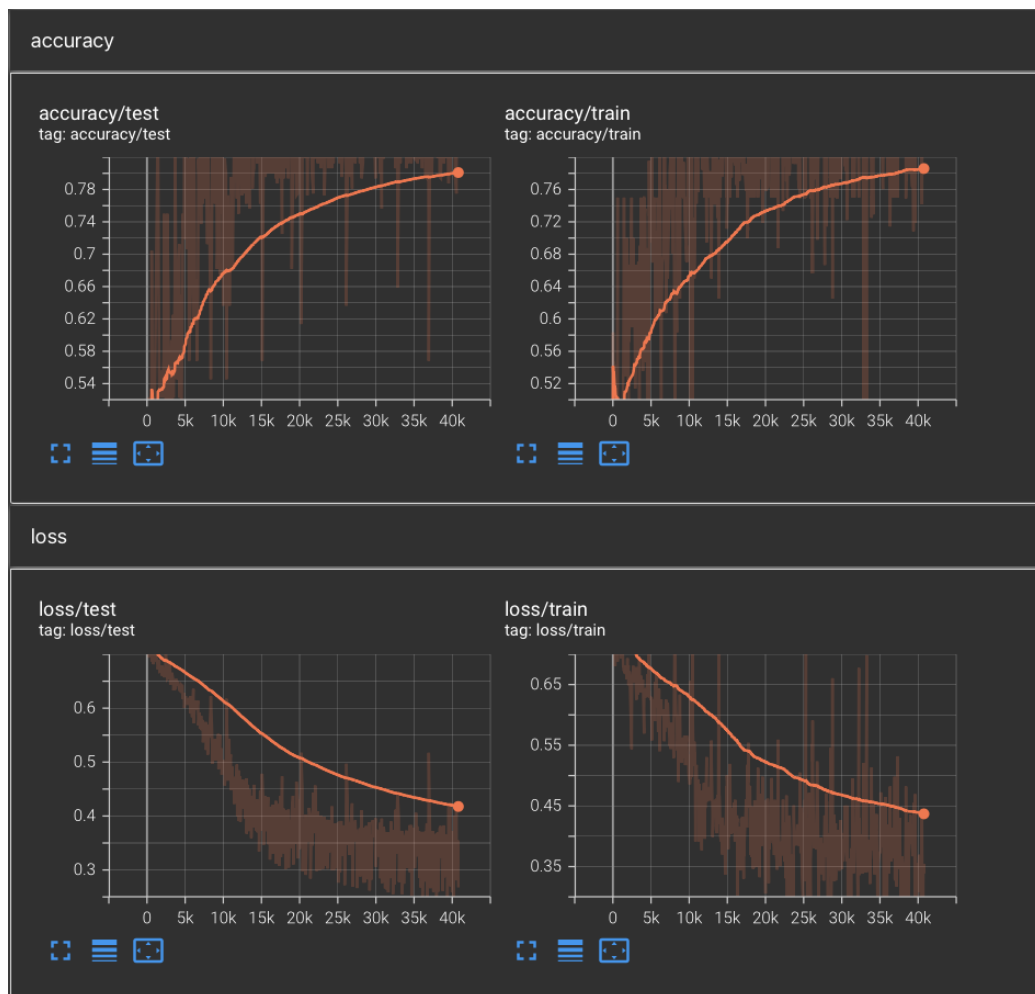 accuracy
accuracy/test
tag: accuracy/test
0.78
0.74
0.7
0.66
0.62
0.58
0.54
0 5k 10k 15k 20k 25k 30k 35k 40k
accuracy/train
tag: accuracy/train
0.76
0.72
0.68
0.64
0.6
0.56
0.52
0 5k 10k 15k 20k 25k 30k 35k 40k
loss
loss/test
tag: loss/test
0.6
0.5
0.4
0.3
0 5k 10k 15k 20k 25k 30k 35k 40k
loss/train
tag: loss/train
0.65
0.55
0.45
0.35
0 5k 10k 15k 20k 25k 30k 35k 40k